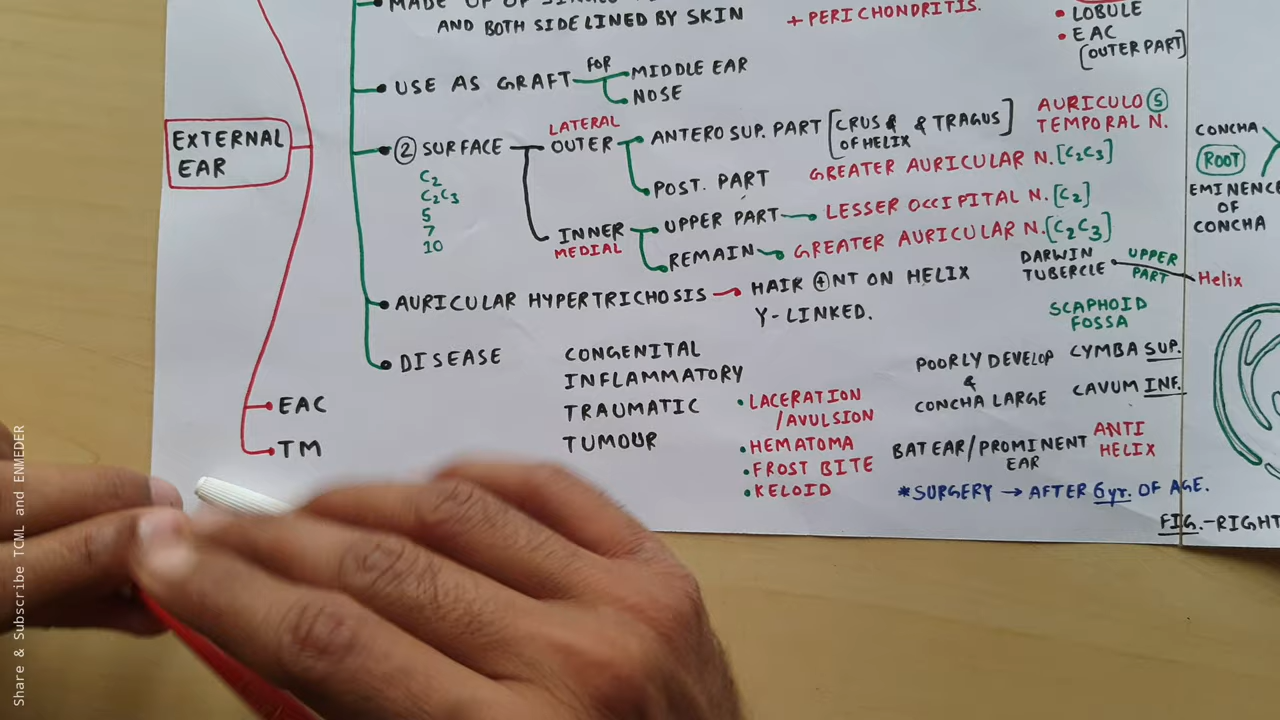 MADE UP OF
AND BOTH SIDE LINED BY SKIN
+ PERICHONDRITIS.
• LOBULE
• EAC
[OUTER PART]
USE AS GRAFT FOR MIDDLE EAR
NOSE
EXTERNAL
EAR
② SURFACE
C2
C2C3
5
7
10
LATERAL
OUTER
ANTERO SUP. PART [CRUS & & TRAGUS]
OF HELIX
AURICULO ⑤
TEMPORAL N.
POST. PART
GREATER AURICULAR N. [C2C3]
INNER
MEDIAL
UPPER PART
LESSER OCCIPITAL N. [C2]
REMAIN
GREATER AURICULAR N. [C2C3]
AURICULAR HYPERTRICHOSIS
HAIR ⊕NT ON HELIX
Y-LINKED.
DARWIN
TUBERCLE
UPPER
PART
Helix
SCAPHOID
FOSSA
CONCHA
ROOT
EMINENCE
OF
CONCHA
DISEASE
CONGENITAL
INFLAMMATORY
TRAUMATIC
TUMOUR
• LACERATION
/AVULSION
• HEMATOMA
• FROST BITE
• KELOID
POORLY DEVELOP
&
CONCHA LARGE
CYMBA SUP.
CAVUM INF.
BAT EAR/PROMINENT
EAR
ANTI
HELIX
*SURGERY → AFTER 6yr. OF AGE.
FIG.-RIGHT
EAC
TM
Share & Subscribe TCML and ENMEDER